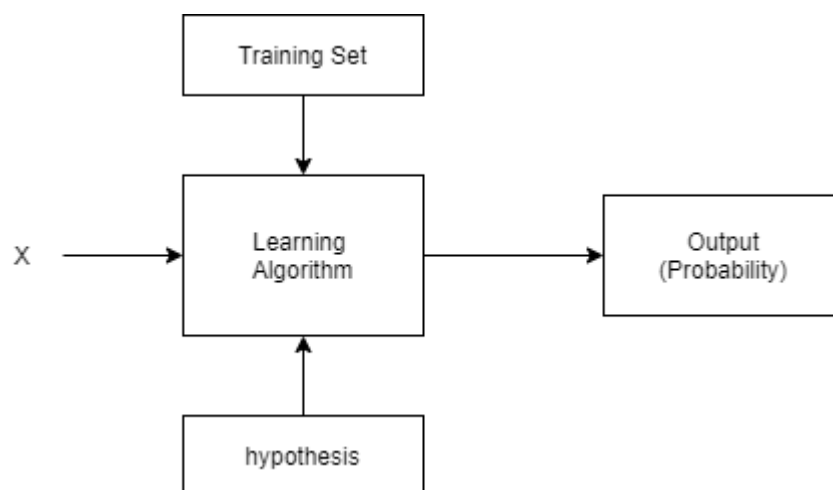 Training Set
X
Learning
Algorithm
Output
(Probability)
hypothesis